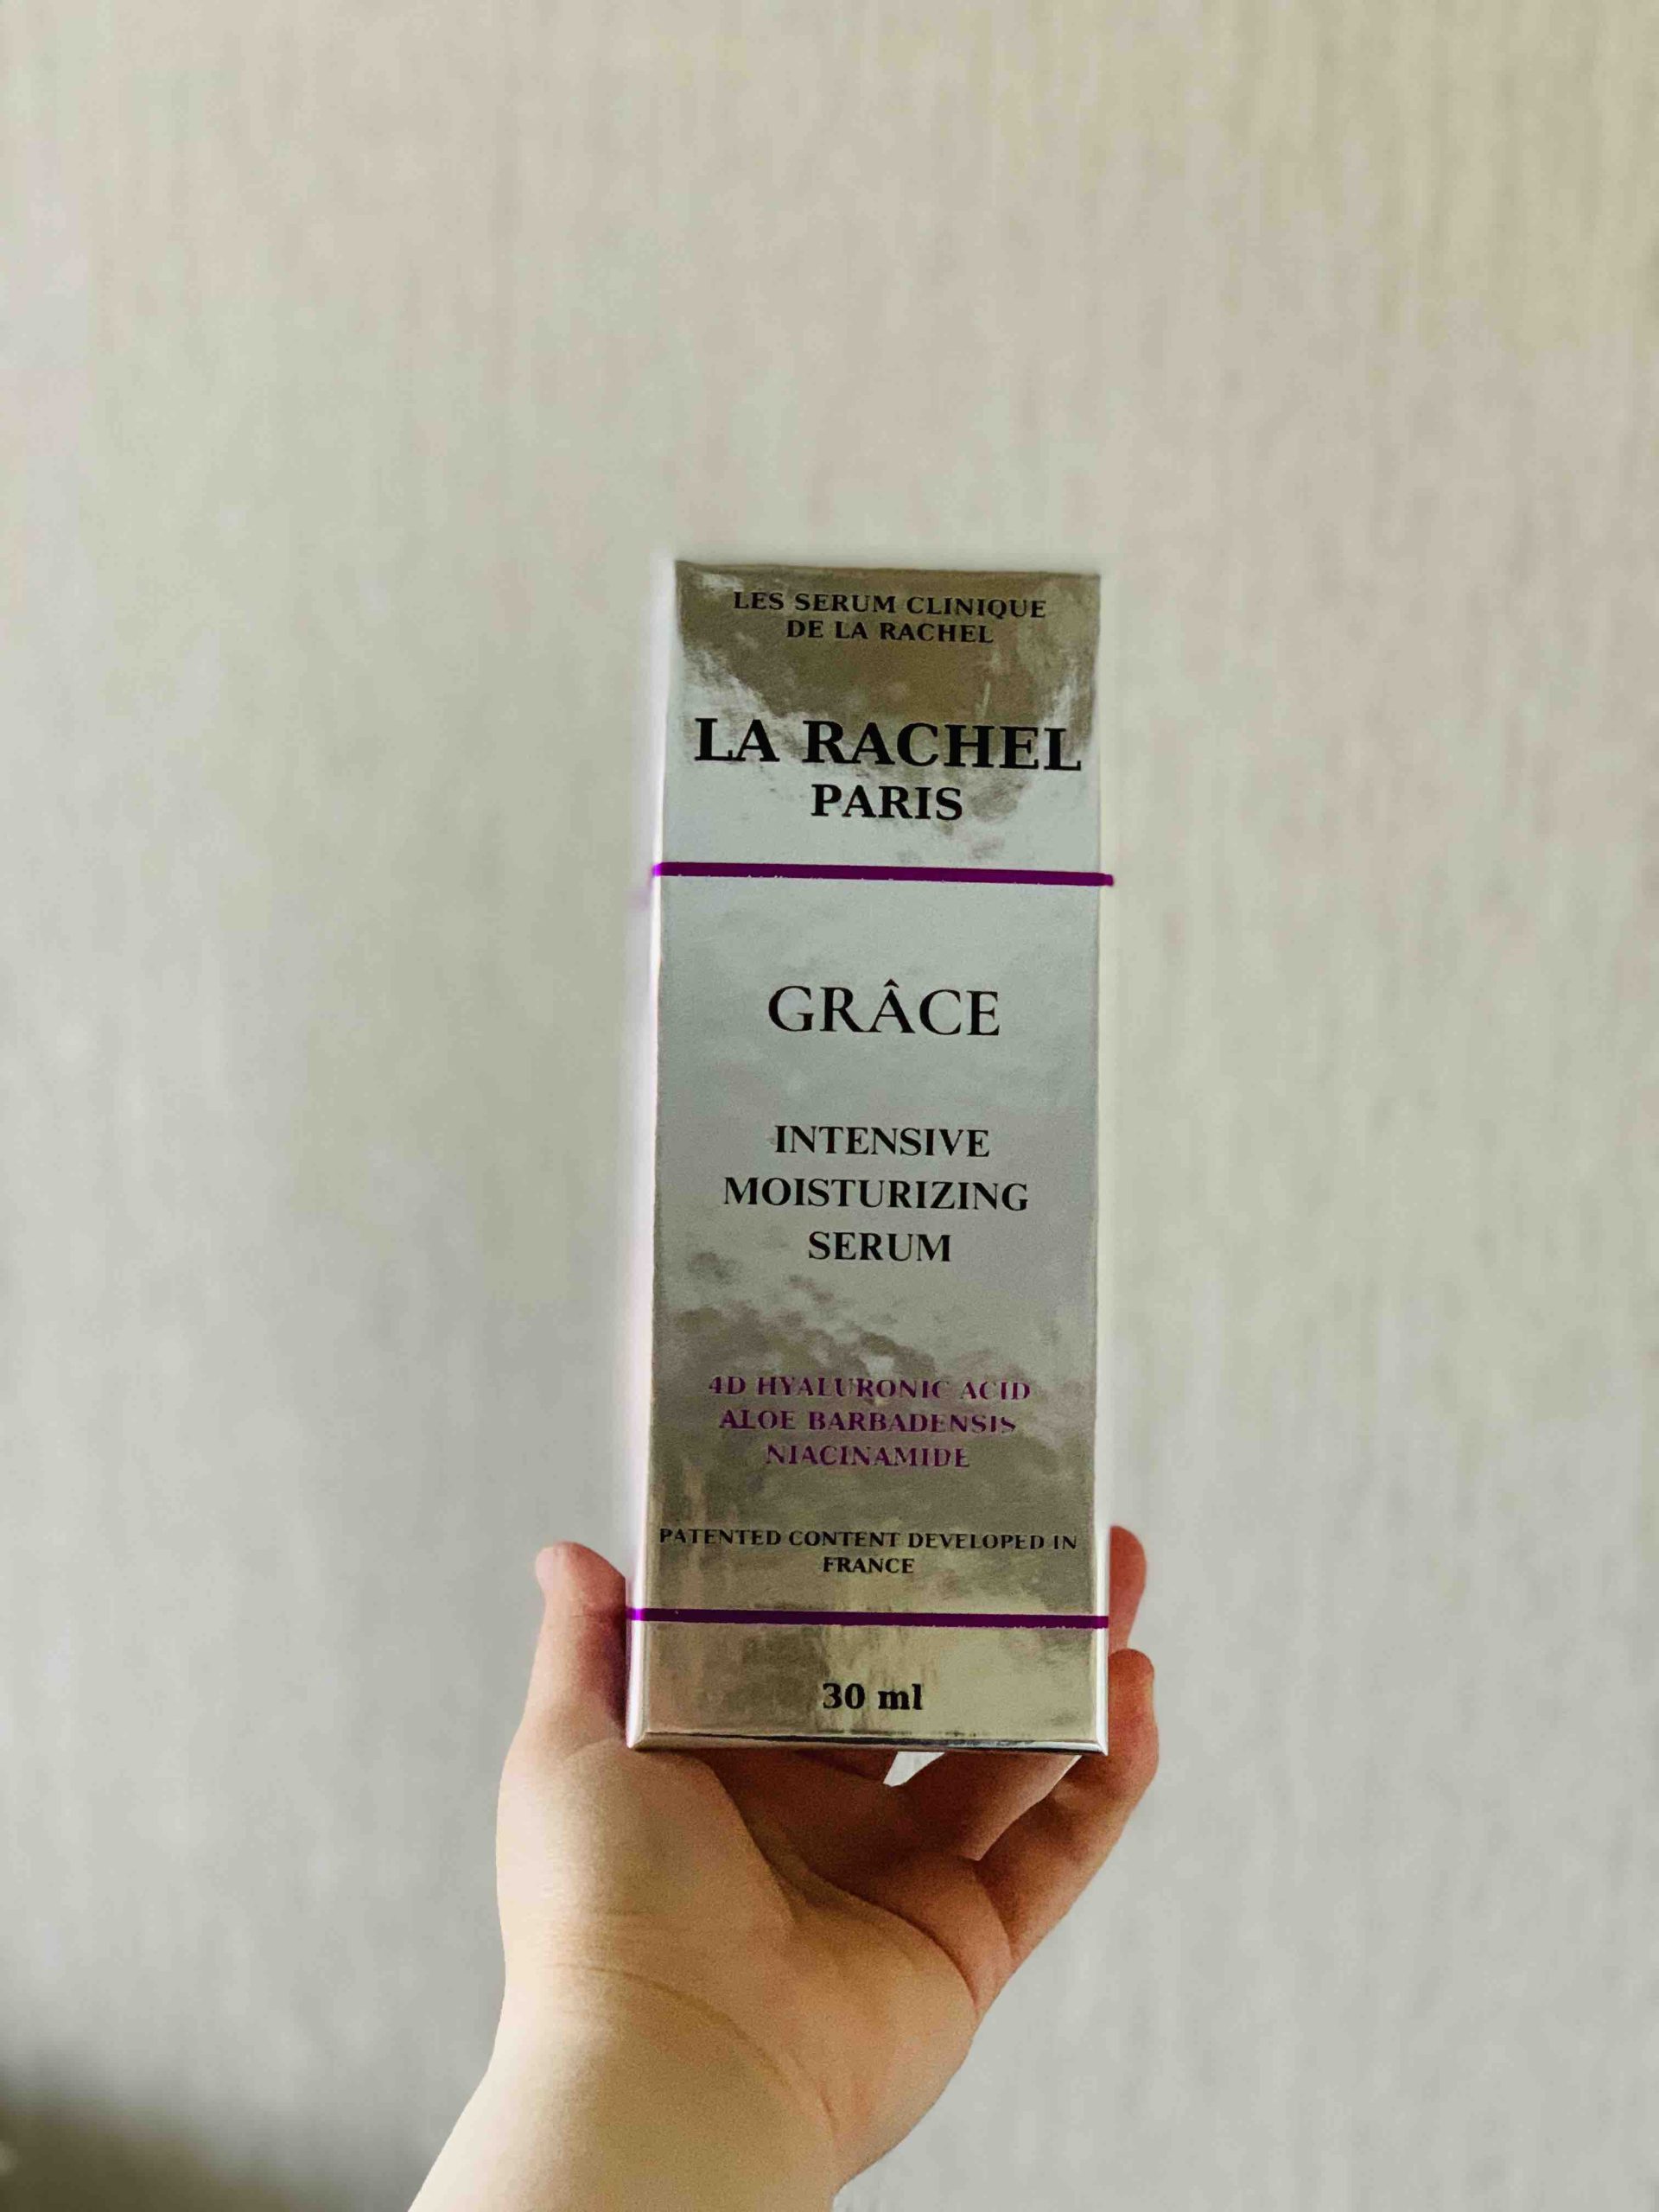 LES SERUM CLINIQUE
DE LA RACHEL
LA RACHEL
PARIS
GRÂCE
INTENSIVE
MOISTURIZING
SERUM
4D HYALURONIC ACID
ALOE BARBADENSIS
NIACINAMIDE
PATENTED CONTENT DEVELOPED IN
FRANCE
30 ml